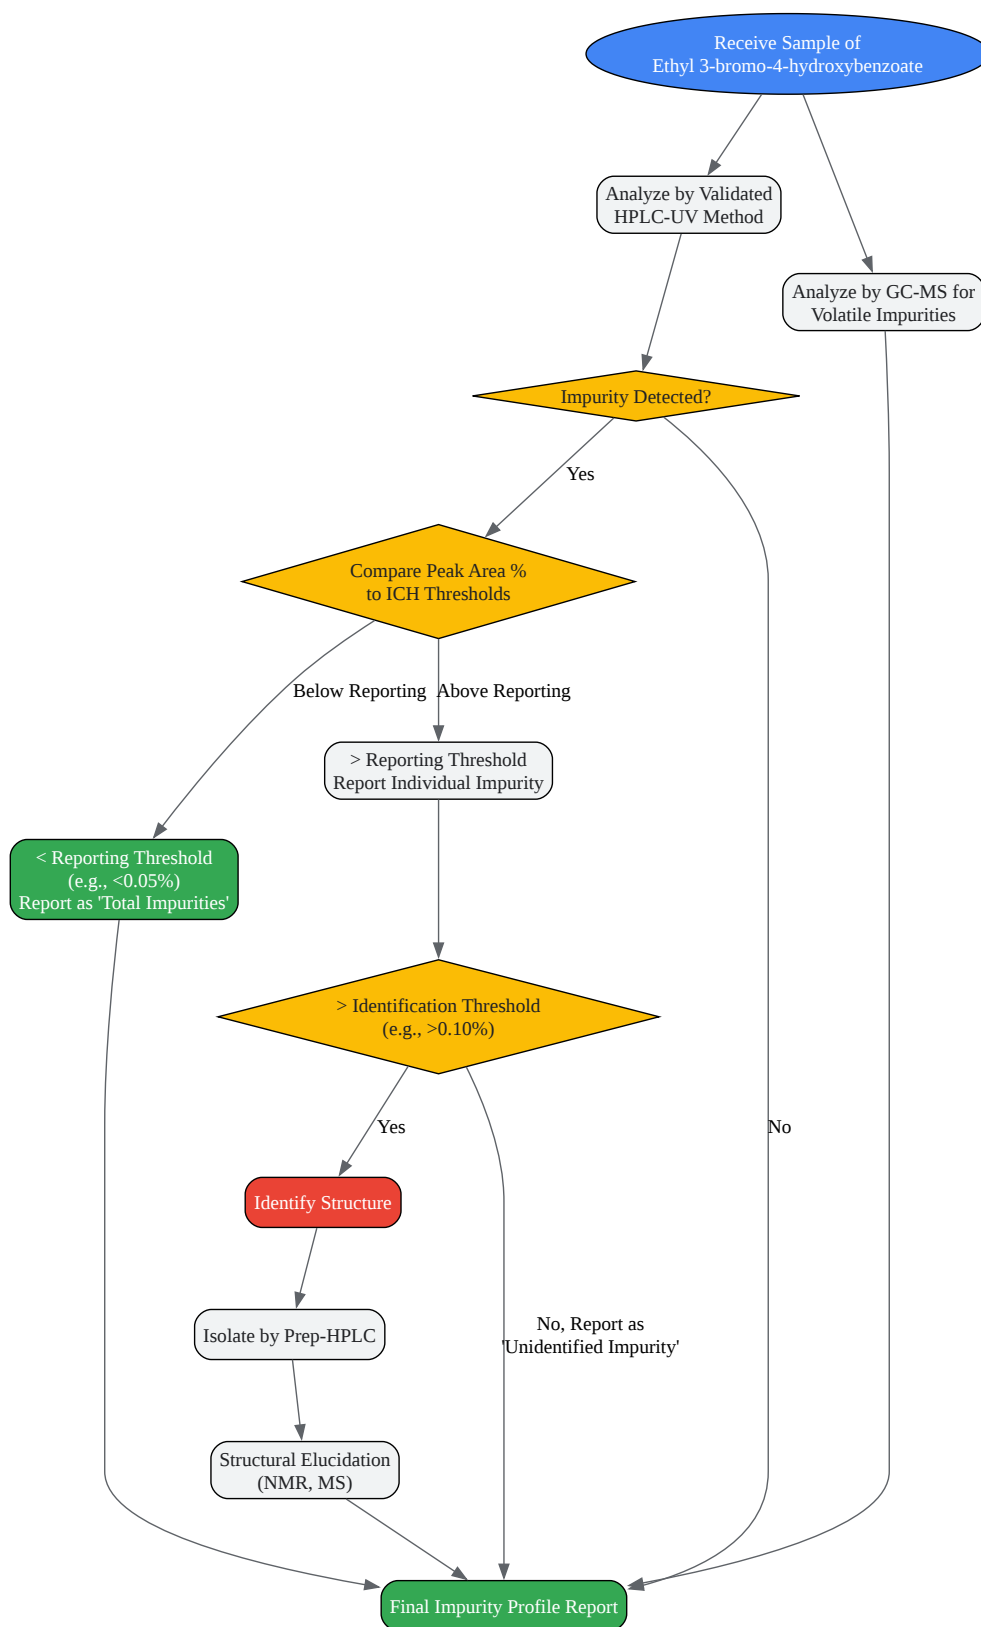 Receive Sample of
Ethyl 3-bromo-4-hydroxybenzoate
Analyze by Validated
HPLC-UV Method
Analyze by GC-MS for
Volatile Impurities
Impurity Detected?
Yes
Compare Peak Area %
to ICH Thresholds
Below Reporting
Above Reporting
> Reporting Threshold
Report Individual Impurity
< Reporting Threshold
(e.g., <0.05%)
Report as 'Total Impurities'
> Identification Threshold
(e.g., >0.10%)
Yes
No
Identify Structure
Isolate by Prep-HPLC
No, Report as
'Unidentified Impurity'
Structural Elucidation
(NMR, MS)
Final Impurity Profile Report